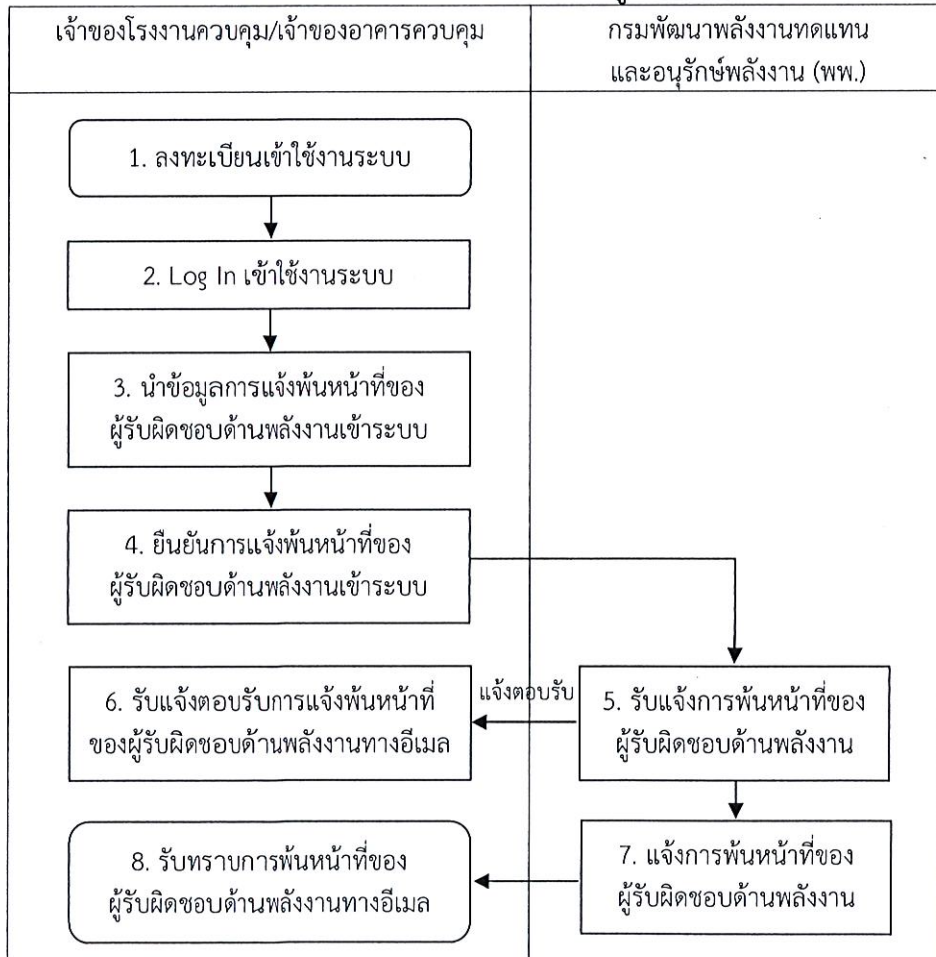 เจ้าของโรงงานควบคุม/เจ้าของอาคารควบคุม
กรมพัฒนาพลังงานทดแทน
และอนุรักษ์พลังงาน (พพ.)
1. ลงทะเบียนเข้าใช้งานระบบ
2. Log In เข้าใช้งานระบบ
3. นำข้อมูลการแจ้งพ้นหน้าที่ของ
ผู้รับผิดชอบด้านพลังงานเข้าระบบ
4. ยืนยันการแจ้งพ้นหน้าที่ของ
ผู้รับผิดชอบด้านพลังงานเข้าระบบ
5. รับแจ้งการพ้นหน้าที่ของ
ผู้รับผิดชอบด้านพลังงาน
แจ้งตอบรับ
6. รับแจ้งตอบรับการแจ้งพ้นหน้าที่
ของผู้รับผิดชอบด้านพลังงานทางอีเมล
7. แจ้งการพ้นหน้าที่ของ
ผู้รับผิดชอบด้านพลังงาน
8. รับทราบการพ้นหน้าที่ของ
ผู้รับผิดชอบด้านพลังงานทางอีเมล